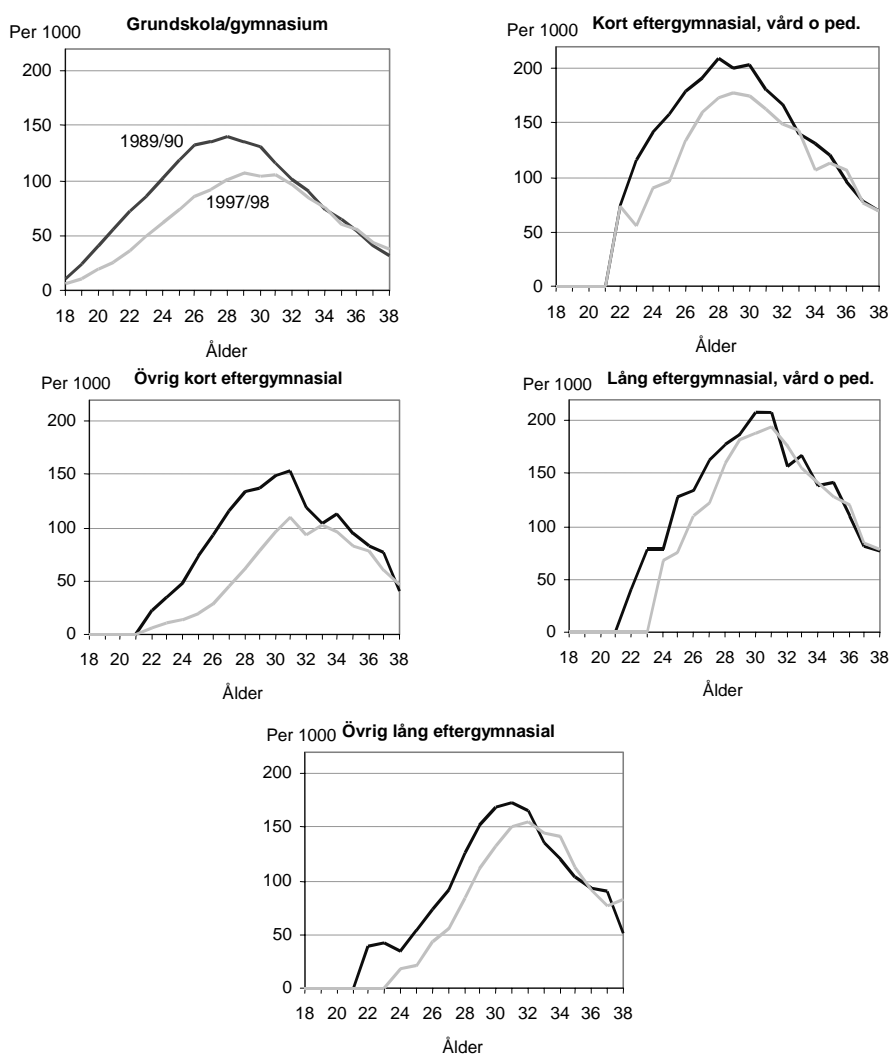 Grundskola/gymnasium
Per 1000
200
150
100
50
0
1989/90
1997/98
18 20 22 24 26 28 30 32 34 36 38
Ålder
Kort eftergymnasial, vård o ped.
Per 1000
200
150
100
50
0
18 20 22 24 26 28 30 32 34 36 38
Ålder
Övrig kort eftergymnasial
Per 1000
200
150
100
50
0
18 20 22 24 26 28 30 32 34 36 38
Ålder
Lång eftergymnasial, vård o ped.
Per 1000
200
150
100
50
0
18 20 22 24 26 28 30 32 34 36 38
Ålder
Per 1000 Övrig lång eftergymnasial
200
150
100
50
0
18 20 22 24 26 28 30 32 34 36 38
Ålder